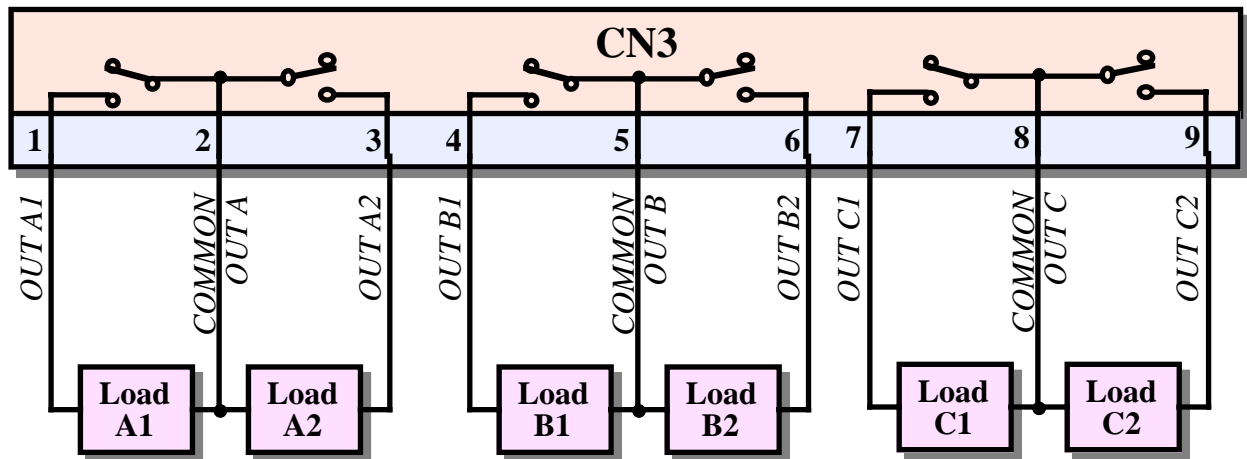 CN3
1 2 3 4 5 6 7 8 9
OUT A1
COMMON
OUT A
OUT A2
OUT B1
COMMON
OUT B
OUT B2
OUT C1
COMMON
OUT C
OUT C2
Load
A1
Load
A2
Load
B1
Load
B2
Load
C1
Load
C2